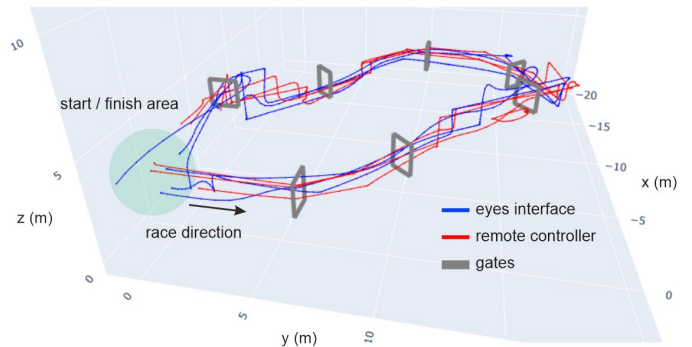 10
start / finish area
−20
−15
5
−10
x (m)
z (m)
−5
eyes interface
race direction
remote controller
gates
0
0
0
5
10
y (m)